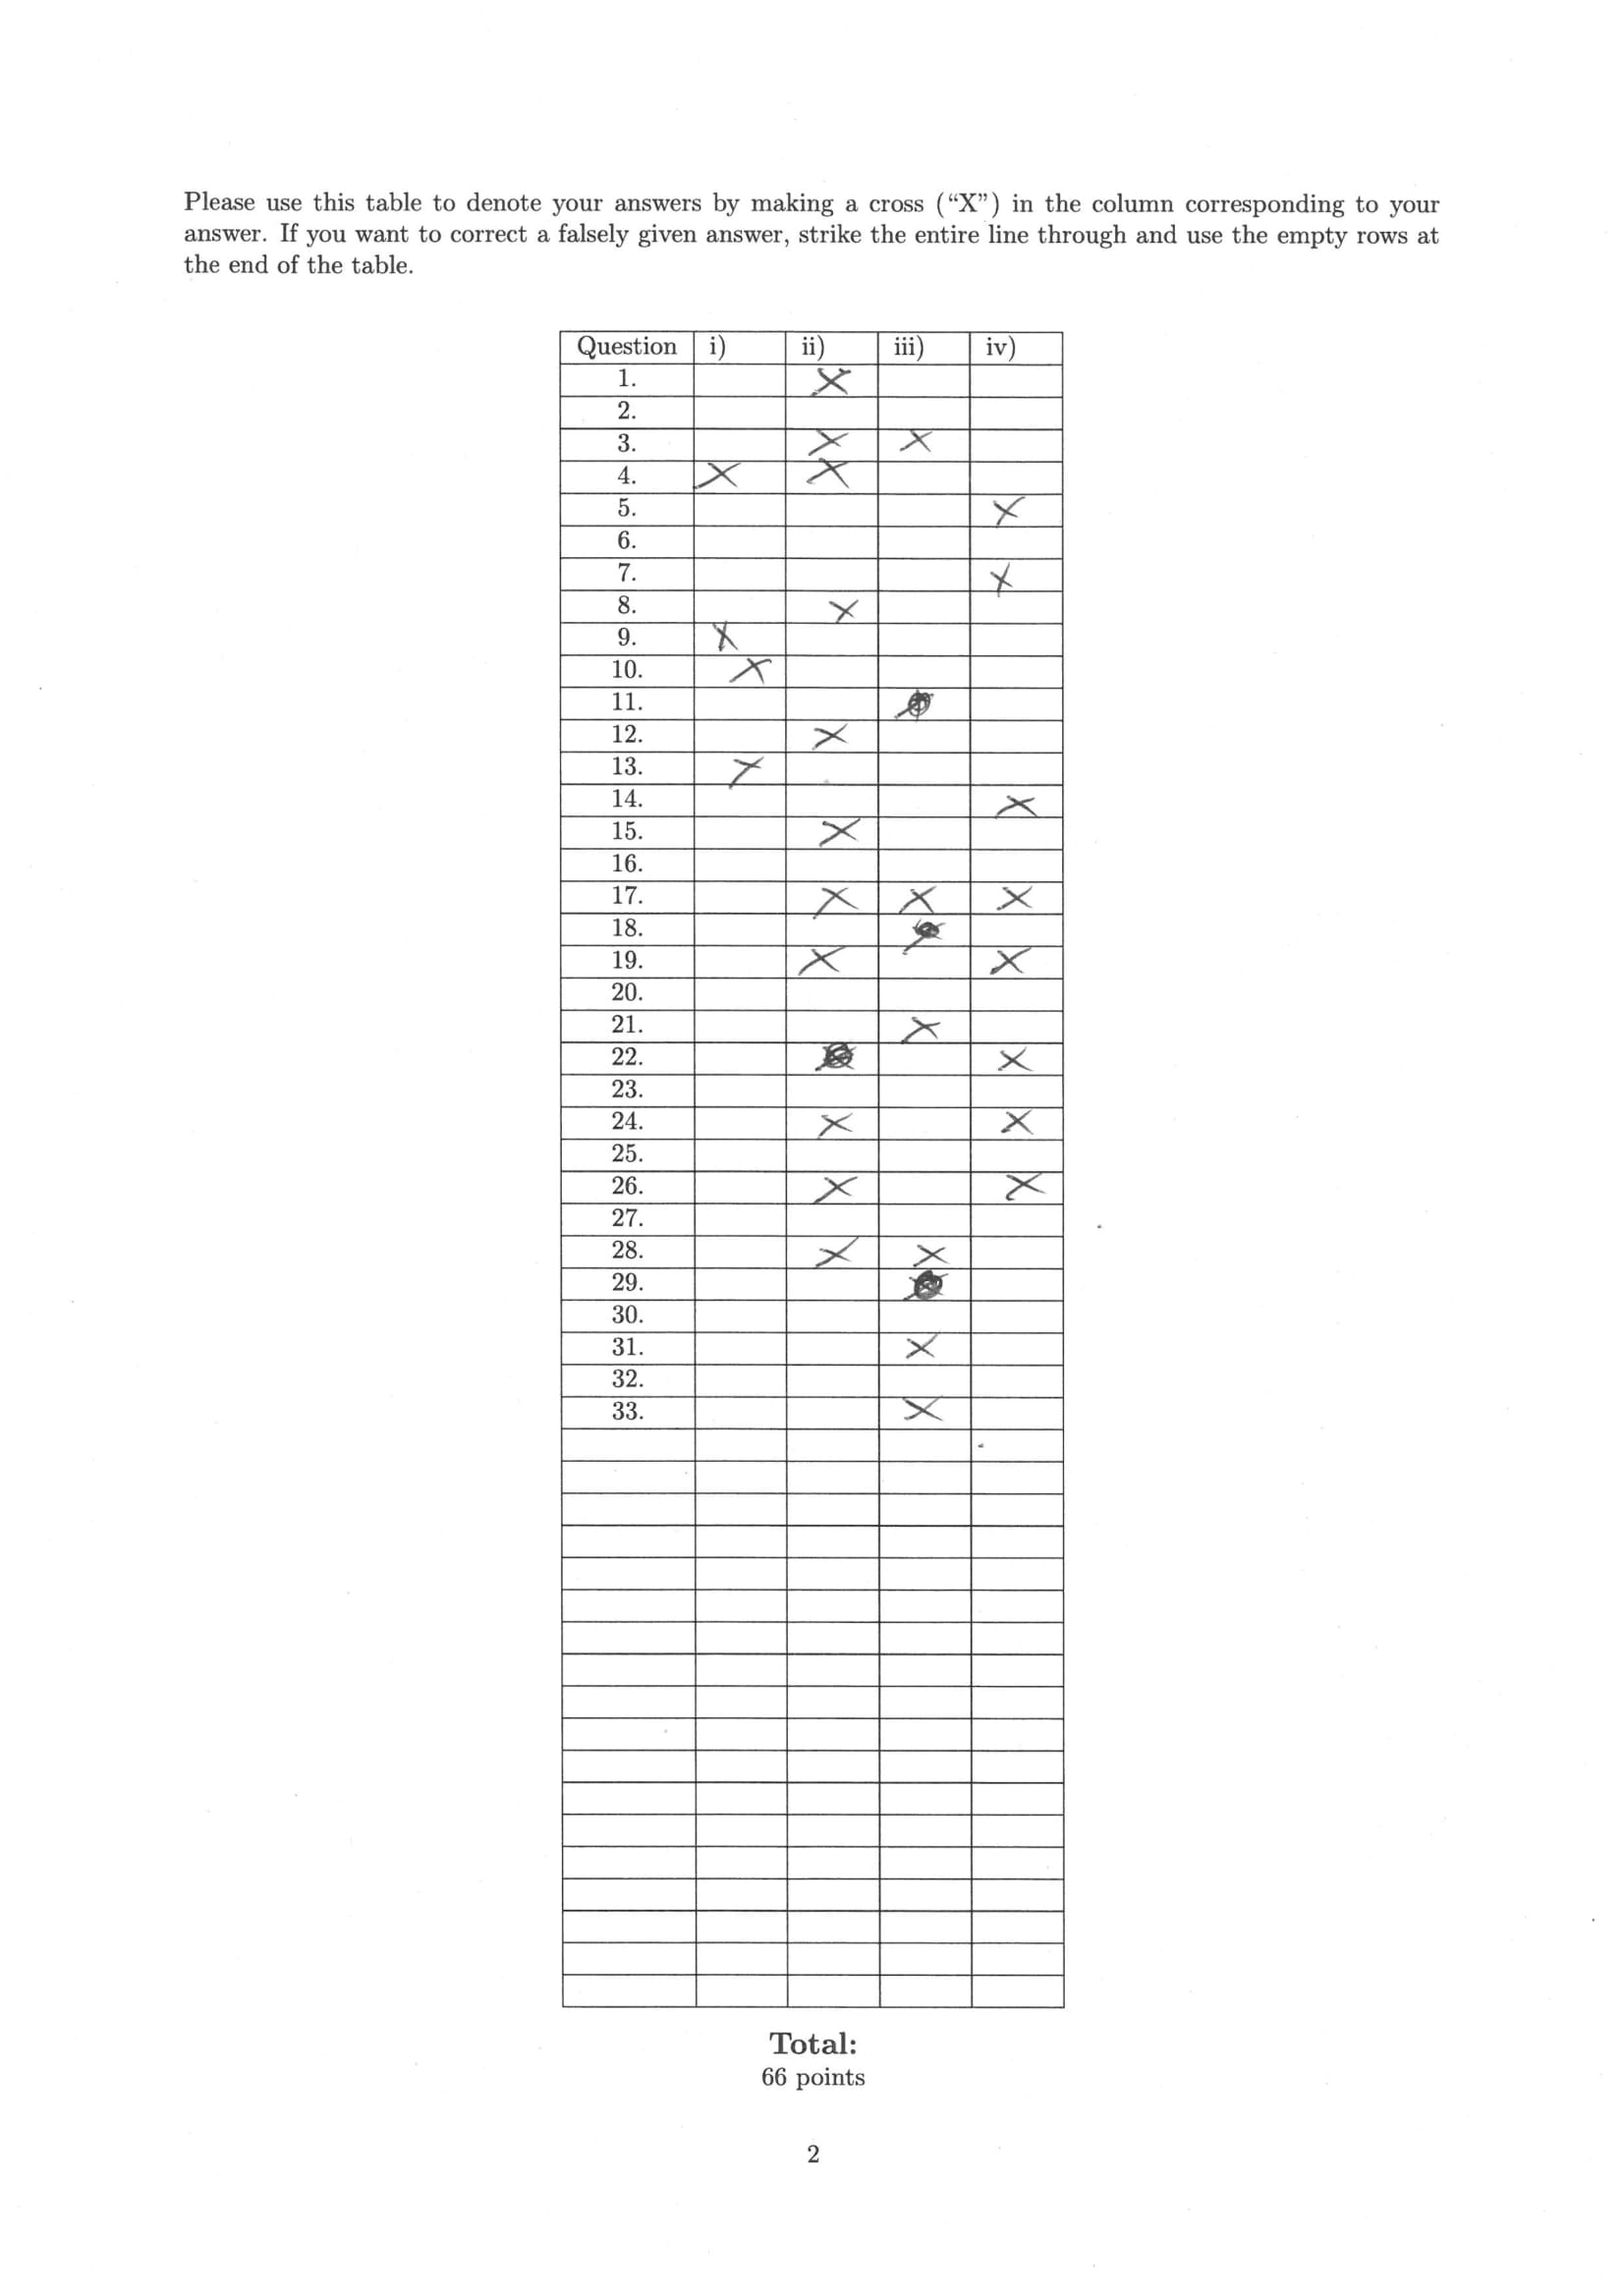 Please use this table to denote your answers by making a cross (“X”) in the column corresponding to your
answer. If you want to correct a falsely given answer, strike the entire line through and use the empty rows at
the end of the table.
Question i) ii) iii) iv)
1. X
2.
3. X X
4. X X
5. X
6.
7. X
8. X
9. X
10. X
11.
12. X
13. X
14. X
15. X
16.
17. X X X
18.
19. X X
20.
21. X
22. X
23.
24. X X
25.
26. X X
27.
28. X X
29.
30.
31. X
32.
33. X
Total:
66 points
2